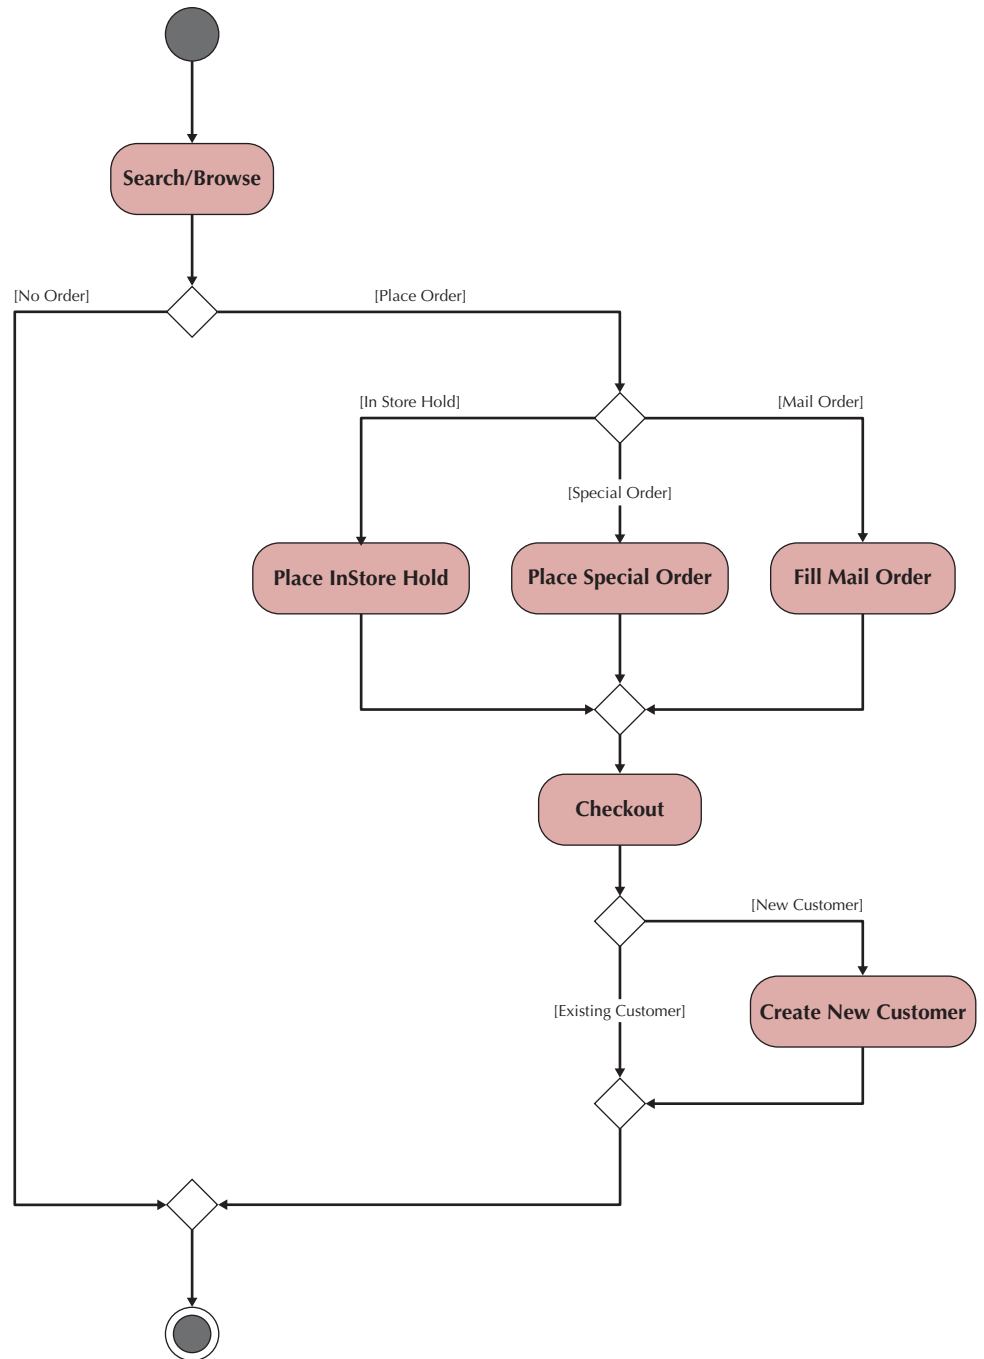 Search/Browse
[No Order]
[Place Order]
[In Store Hold]
[Mail Order]
[Special Order]
Place InStore Hold
Place Special Order
Fill Mail Order
Checkout
[New Customer]
[Existing Customer]
Create New Customer